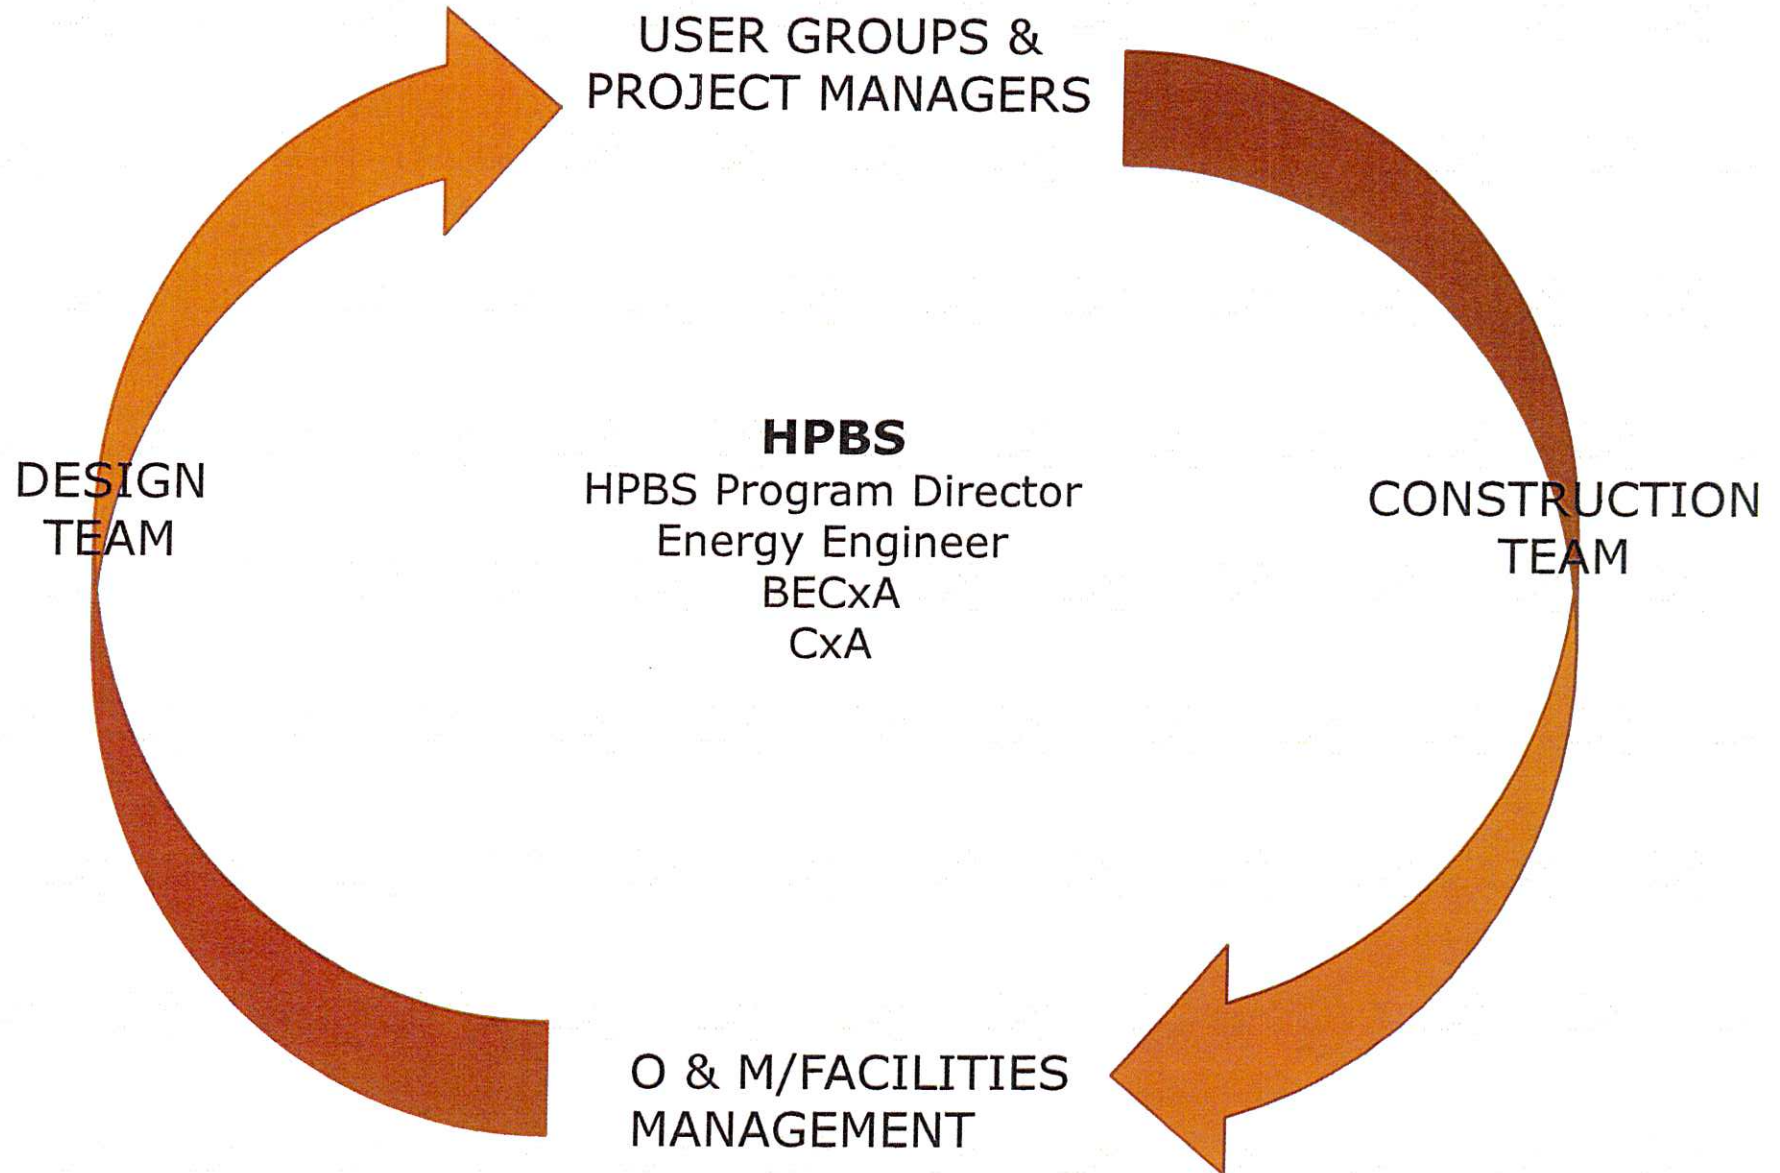 USER GROUPS &
PROJECT MANAGERS
DESIGN
TEAM
HPBS
HPBS Program Director
Energy Engineer
BECxA
CxA
CONSTRUCTION
TEAM
O & M/FACILITIES
MANAGEMENT